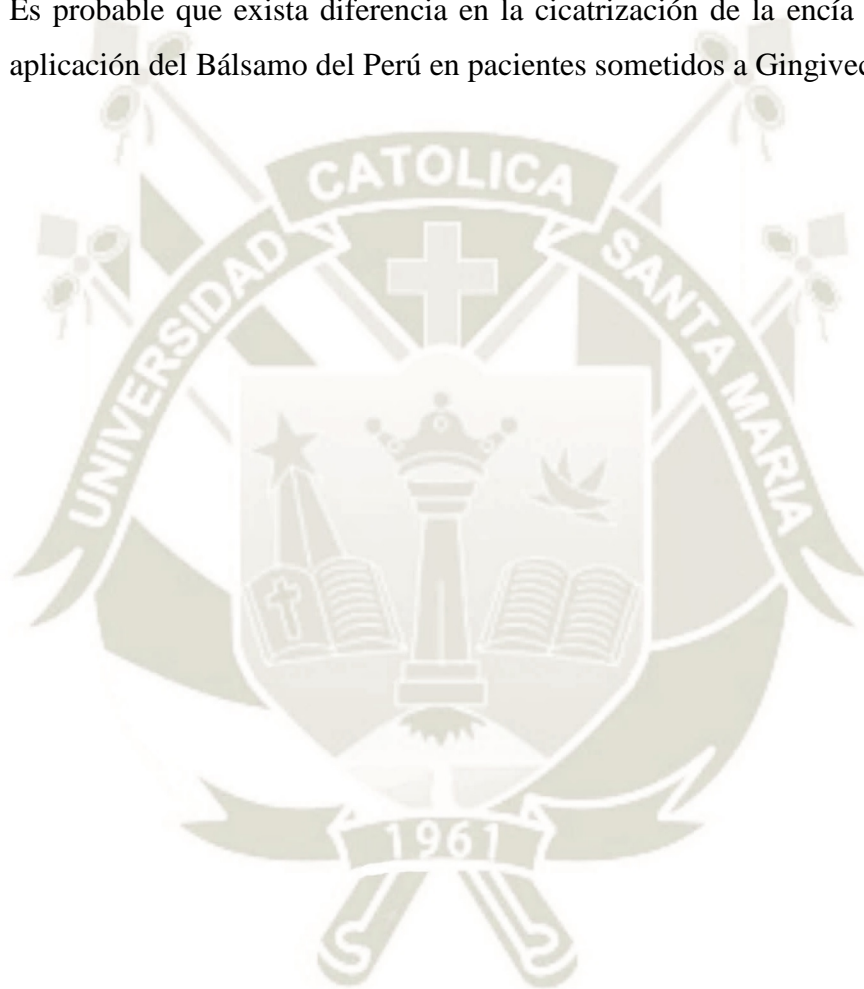 Es probable que exista diferencia en la cicatrización de la encía
aplicación del Bálsamo del Perú en pacientes sometidos a
UNIVERSIDAD CATOLICA SANTA MARIA
1961